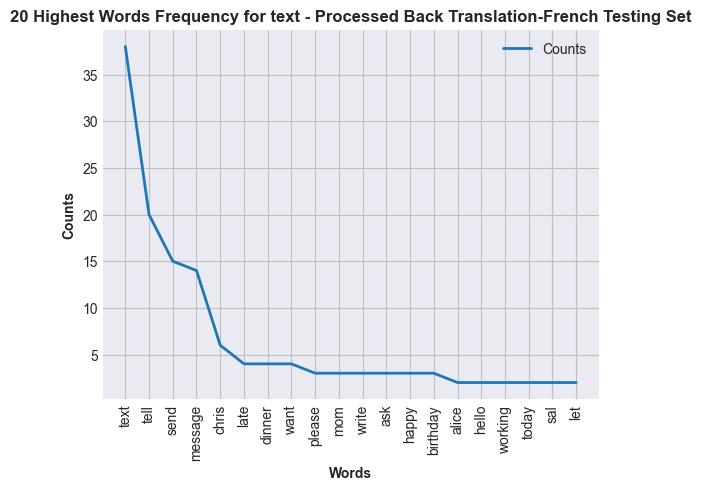 20 Highest Words Frequency for text - Processed Back Translation-French Testing Set
Counts
35
30
25
20
15
10
5
Counts
text
tell
send
message
chris
late
dinner
want
please
mom
write
ask
happy
birthday
alice
hello
working
today
sal
let
Words